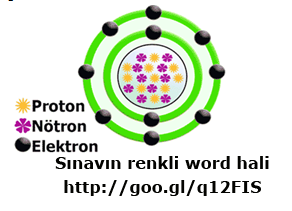 Proton
Nötron
Elektron
Sınavın renkli word hali
http://goo.gl/q12FIS